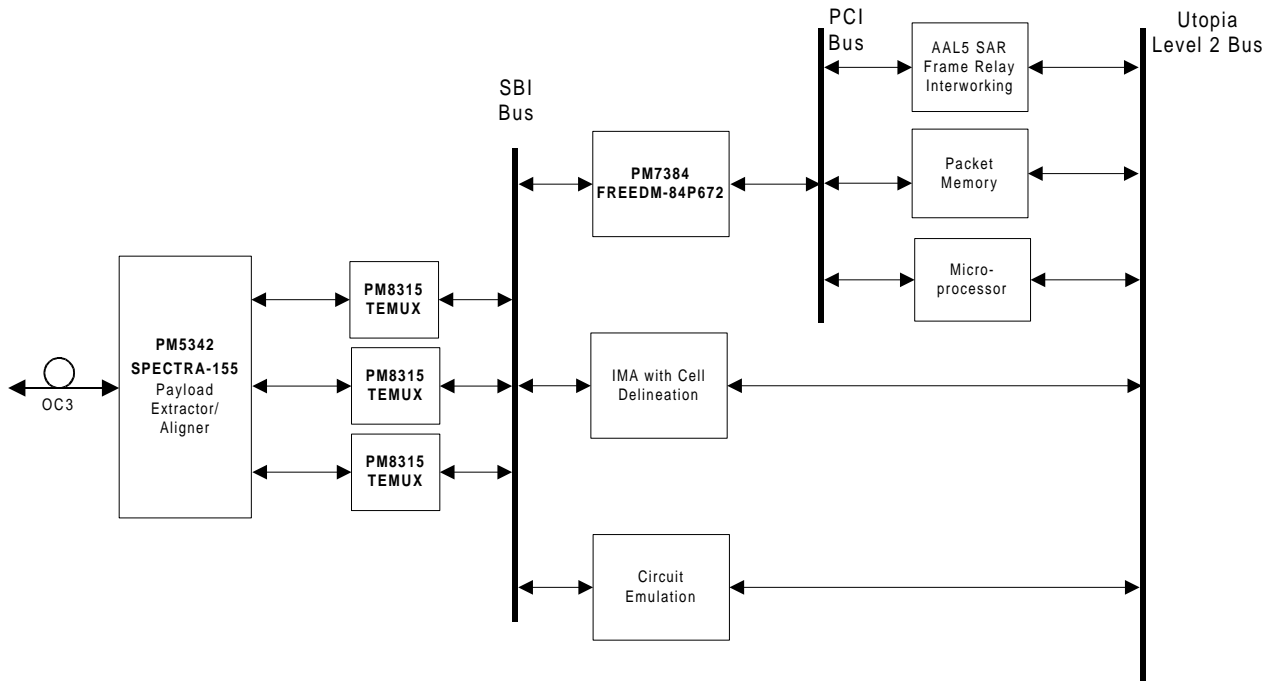 PCI
Bus
Utopia
Level 2 Bus
AAL5 SAR
Frame Relay
Interworking
SBI
Bus
PM7384
FREEDM-84P672
Packet
Memory
Micro-
processor
PM8315
TEMUX
PM5342
SPECTRA-155
Payload
Extractor/
Aligner
OC3
PM8315
TEMUX
IMA with Cell
Delineation
PM8315
TEMUX
Circuit
Emulation